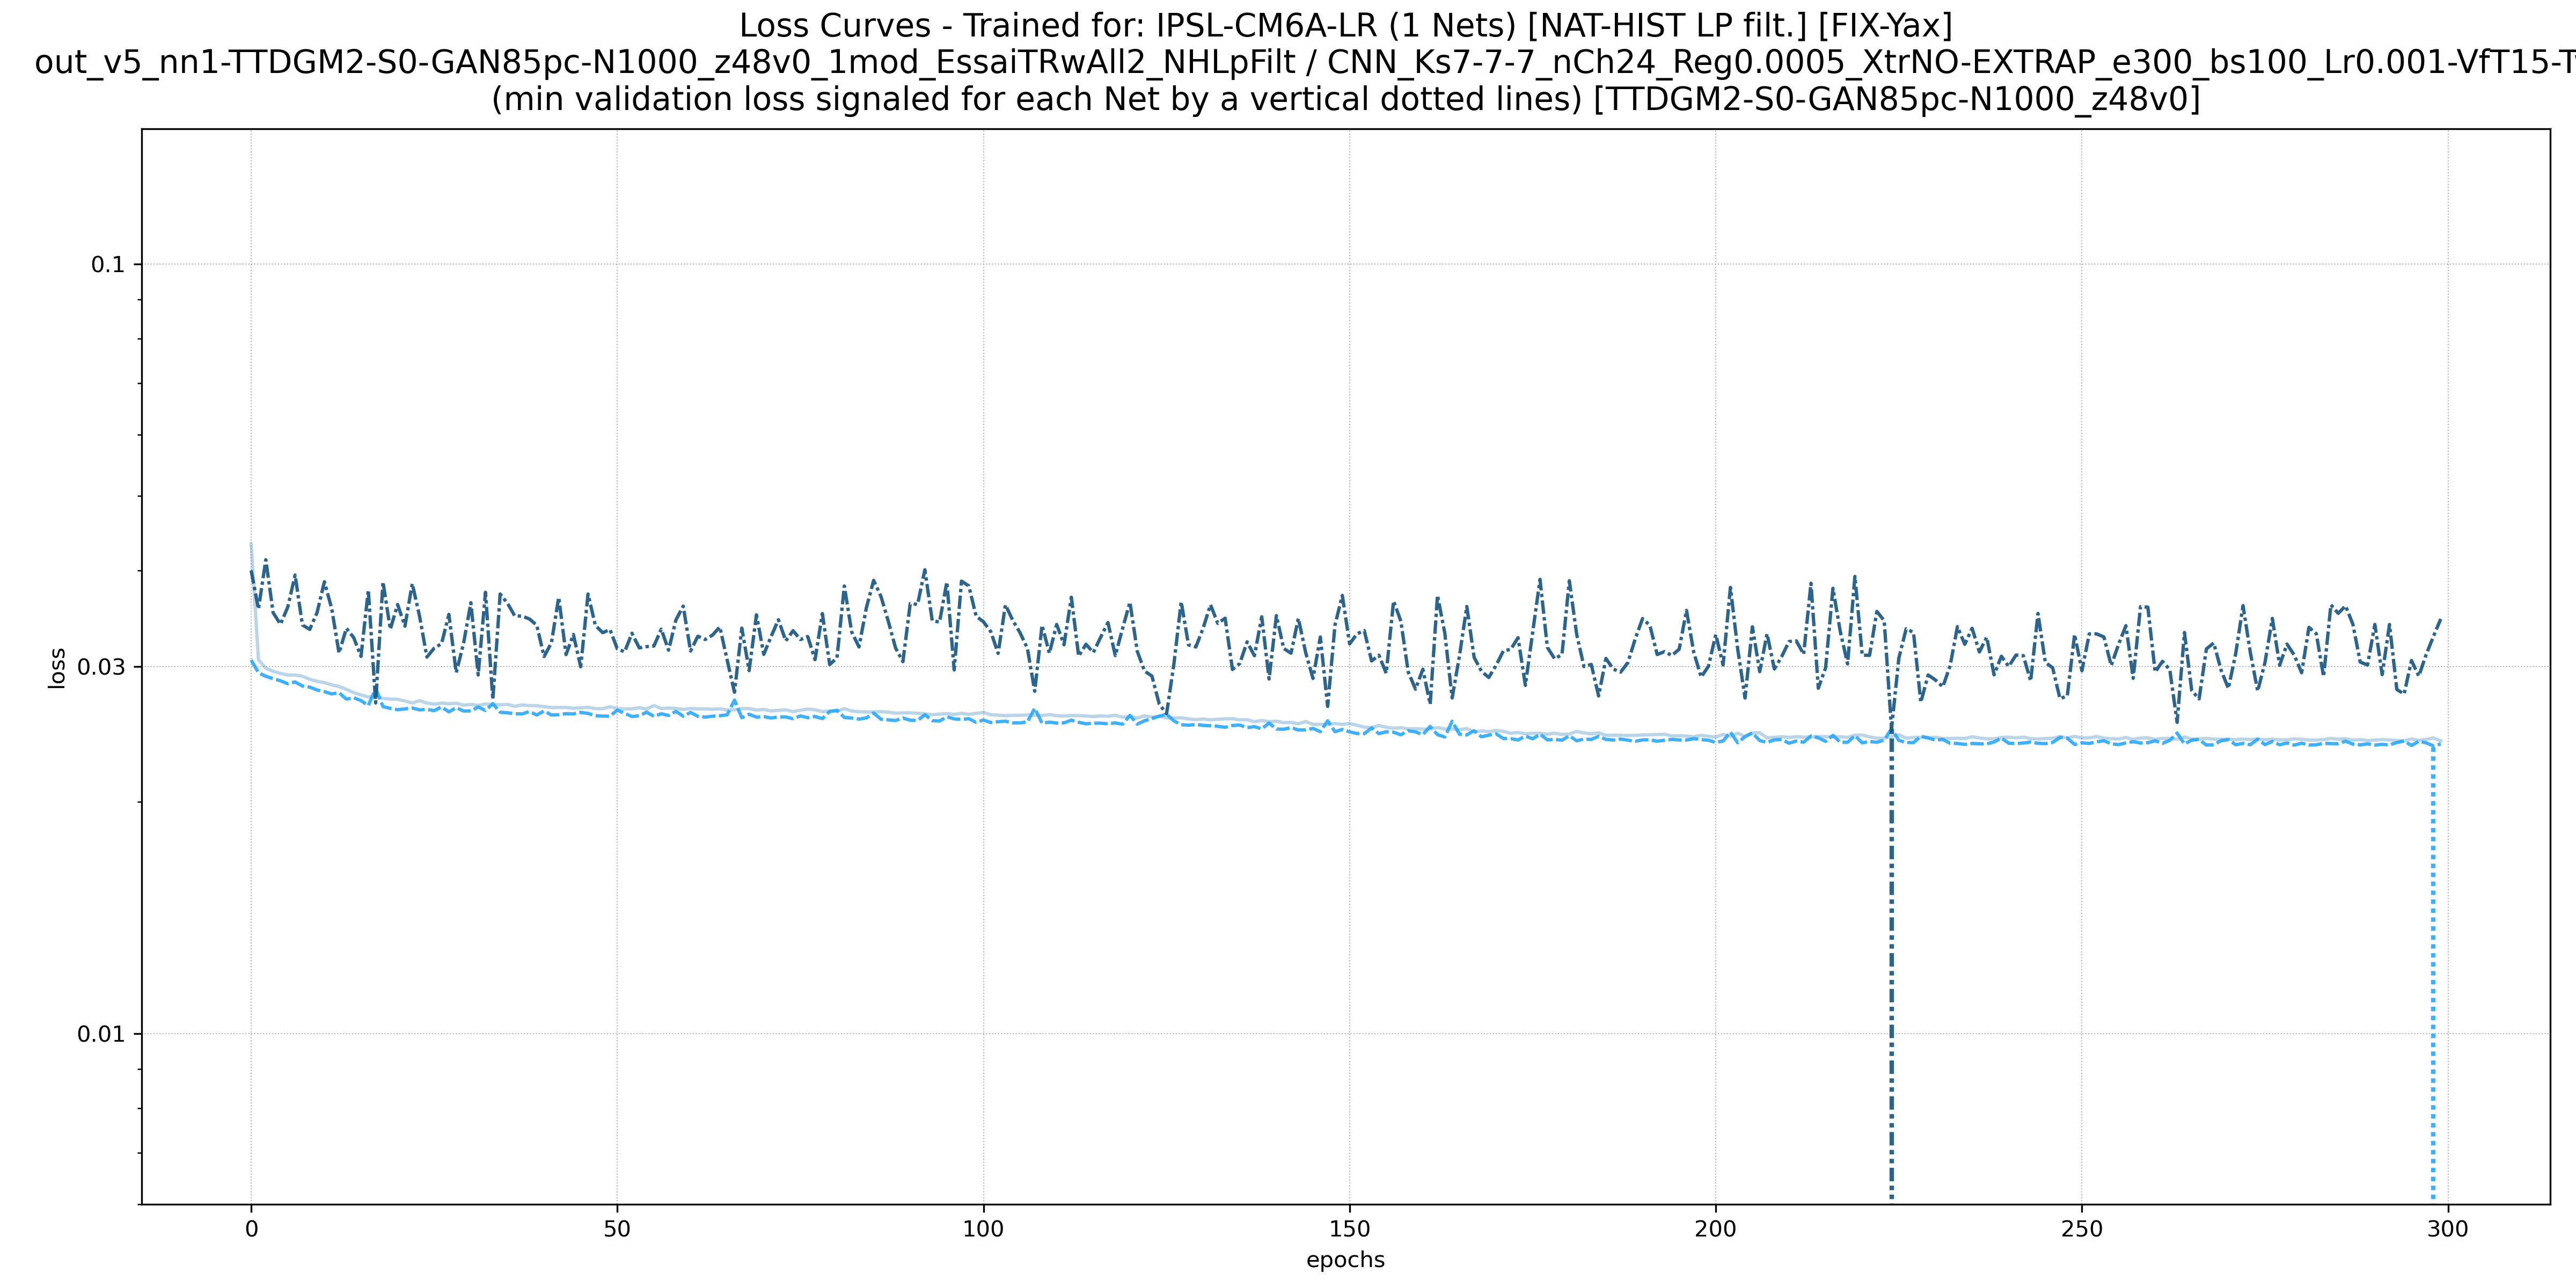 Loss Curves - Trained for: IPSL-CM6A-LR (1 Nets) [NAT-HIST LP filt.] [FIX-Yax]
out_v5_nn1-TTDGM2-S0-GAN85pc-N1000_z48v0_1mod_EssaiTRwAll2_NHLpFilt / CNN_Ks7-7-7_nCh24_Reg0.0005_XtrNO-EXTRAP_e300_bs100_Lr0.001-VfT15-T
(min validation loss signaled for each Net by a vertical dotted lines) [TTDGM2-S0-GAN85pc-N1000_z48v0]
0.1
0.03
0.01
loss
0 50 100 150 200 250 300
epochs